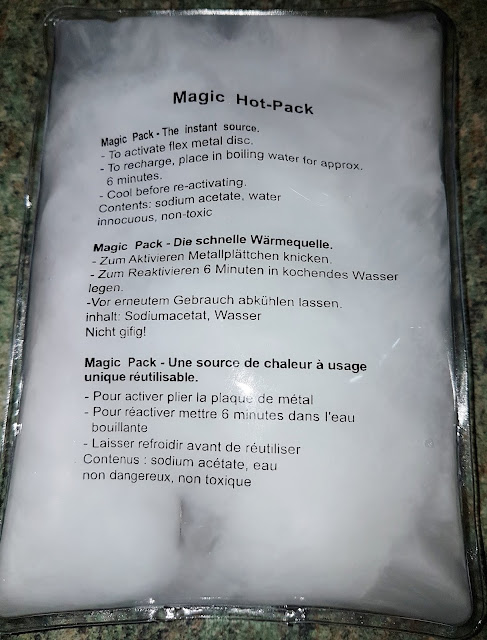 Magic Hot-Pack
Magic Pack - The instant source.
- To activate flex metal disc.
- To recharge, place in boiling water for approx.
6 minutes.
- Cool before re-activating.
Contents: sodium acetate, water
innocuous, non-toxic
Magic Pack - Die schnelle Wärmequelle.
- Zum Aktivieren Metallplättchen knicken.
- Zum Reaktivieren 6 Minuten in kochendes Wasser
legen.
-Vor erneutem Gebrauch abkühlen lassen.
inhalt: Sodiumacetat, Wasser
Nicht gifig!
Magic Pack - Une source de chaleur à usage
unique réutilisable.
- Pour activer plier la plaque de métal
- Pour réactiver mettre 6 minutes dans l'eau
bouillante
- Laisser refroidir avant de réutiliser
Contenus : sodium acétate, eau
non dangereux, non toxique